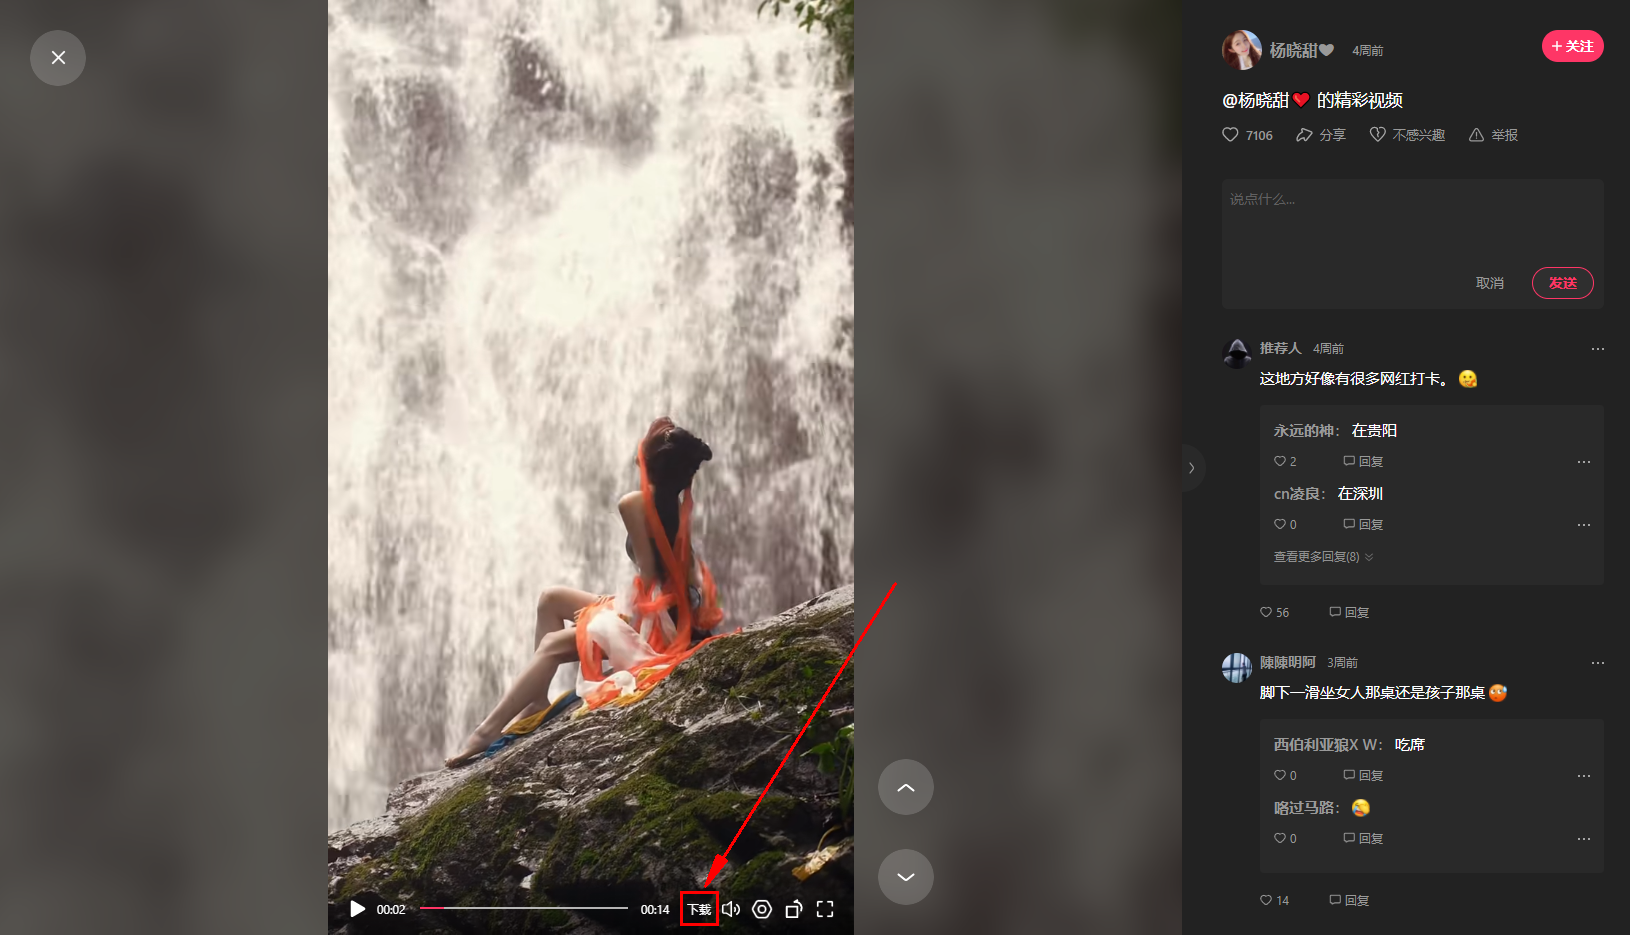 杨晓甜 4周前
+ 关注
@杨晓甜 的精彩视频
7106 分享 不感兴趣 举报
说点什么...
取消 发送
推荐人 4周前
这地方好像有很多网红打卡。
永远的神： 在贵阳
2 回复
cn凌良： 在深圳
0 回复
查看更多回复(8)
56 回复
陳陳明阿 3周前
脚下一滑坐女人那桌还是孩子那桌
西伯利亚狼X W： 吃席
0 回复
咯过马路：
0 回复
14 回复
00:02 00:14 下载